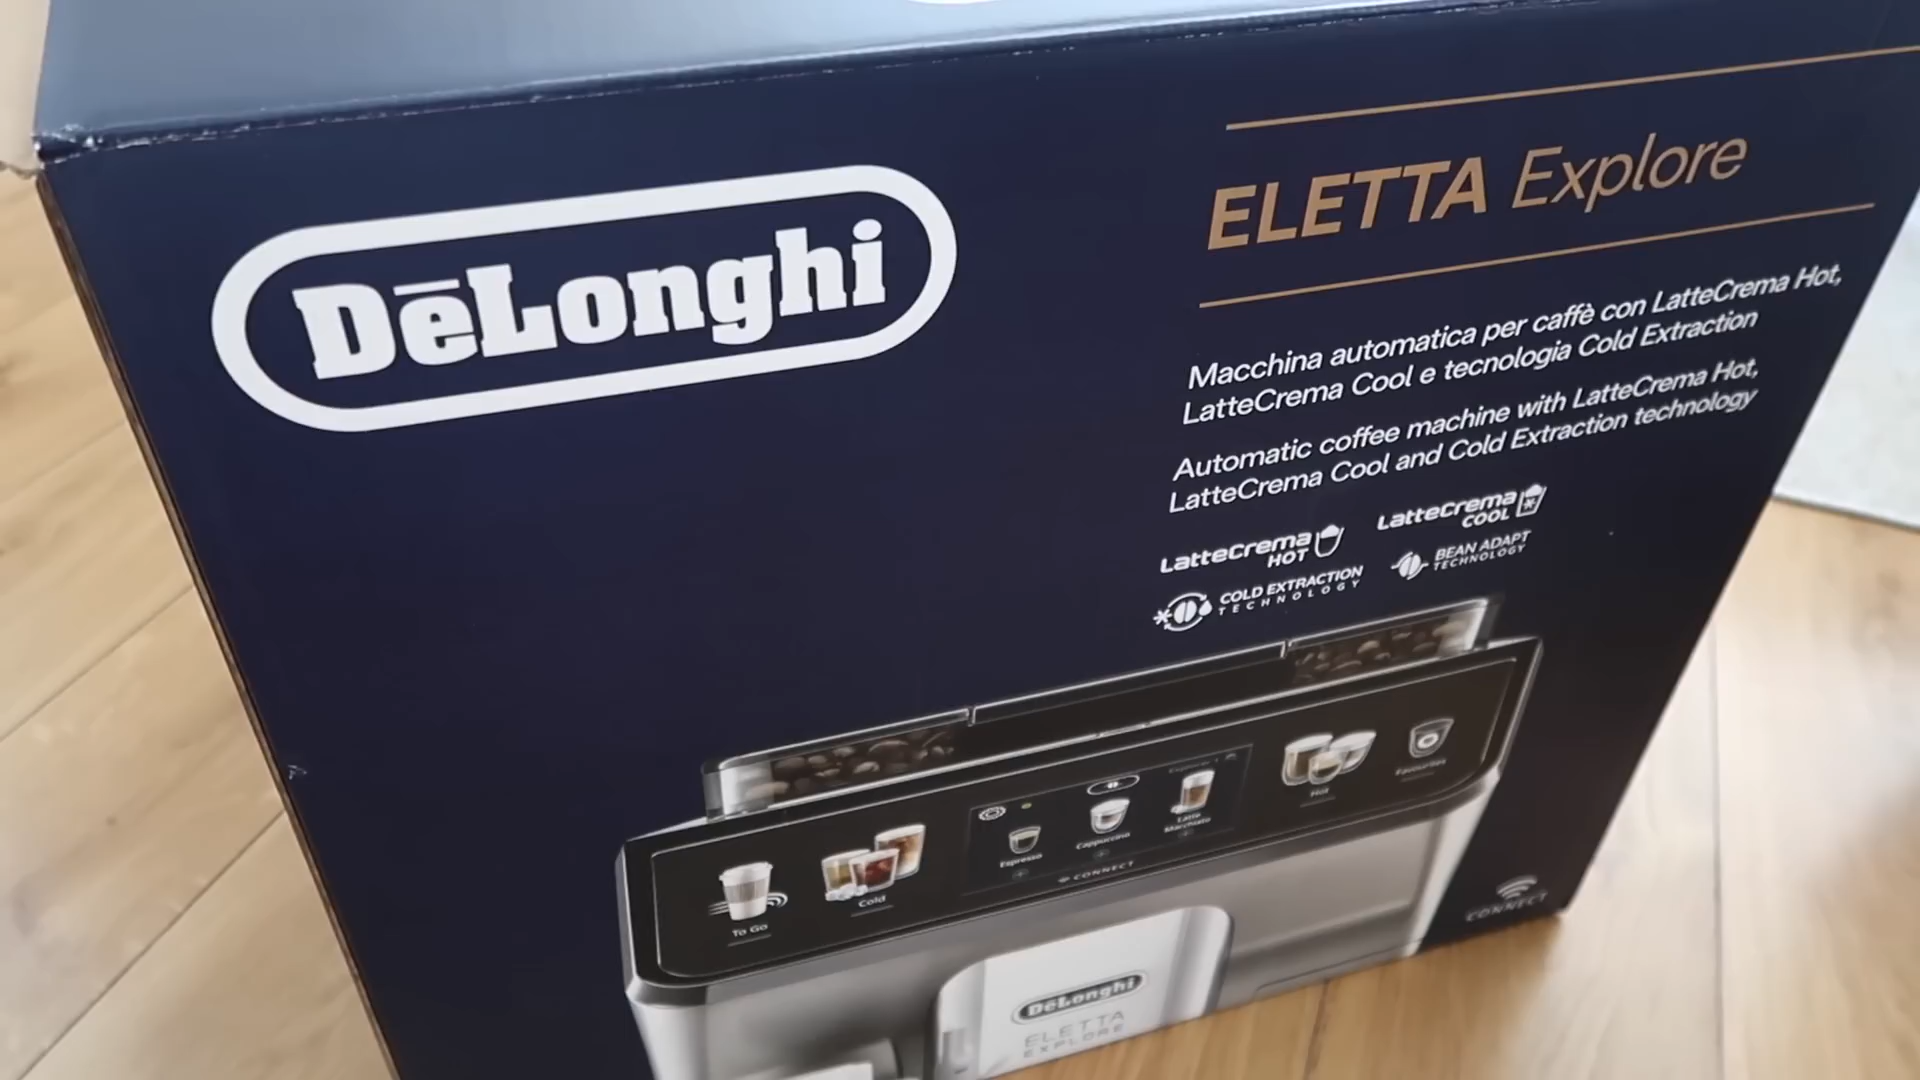 DēLonghi
ELETTA Explore
Macchina automatica per caffè con LatteCrema Hot,
LatteCrema Cool e tecnologia Cold Extraction
Automatic coffee machine with LatteCrema Hot,
LatteCrema Cool and Cold Extraction technology
LatteCrema HOT
LatteCrema COOL
COLD EXTRACTION TECHNOLOGY
BEAN ADAPT TECHNOLOGY
To Go
Cold
Espresso
Cappuccino
Latte
Macchiato
Hot
Favourites
CONNECT
CONNECT
DēLonghi
ELETTA
EXPLORE